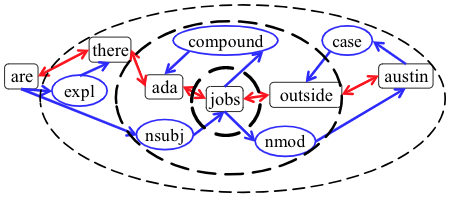 compound
case
there
are
expl
ada
jobs
outside
austin
nsubj
nmod